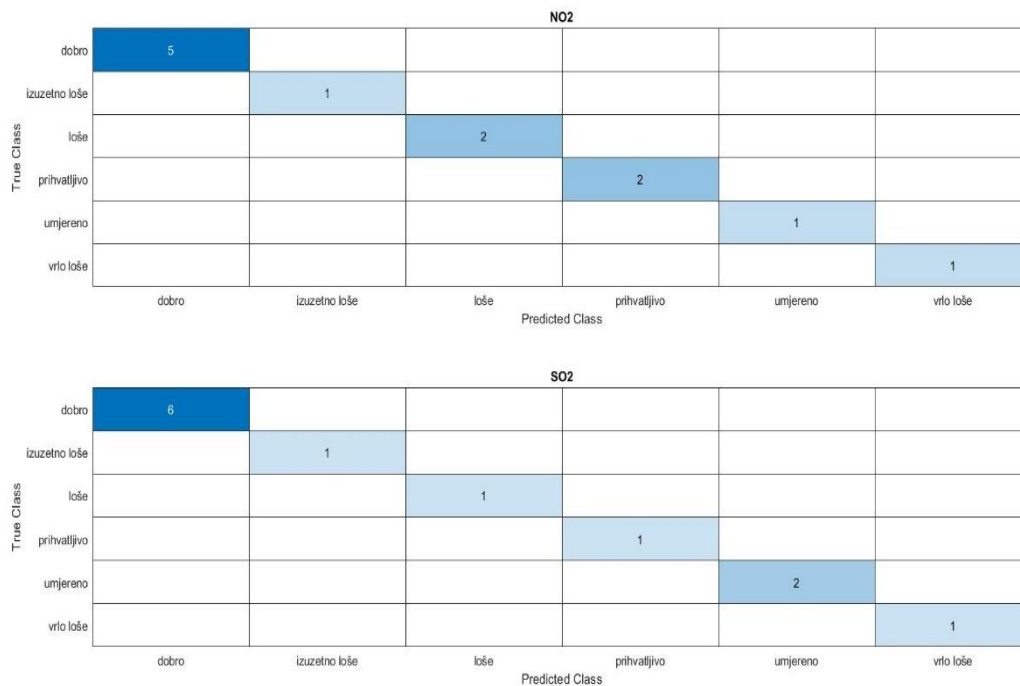 NO2
True Class
dobro 5
izuzetno loše 1
loše 2
prihvatljivo 2
umjereno 1
vrlo loše 1
dobro izuzetno loše loše prihvatljivo umjereno vrlo loše
Predicted Class
SO2
True Class
dobro 6
izuzetno loše 1
loše 1
prihvatljivo 1
umjereno 2
vrlo loše 1
dobro izuzetno loše loše prihvatljivo umjereno vrlo loše
Predicted Class